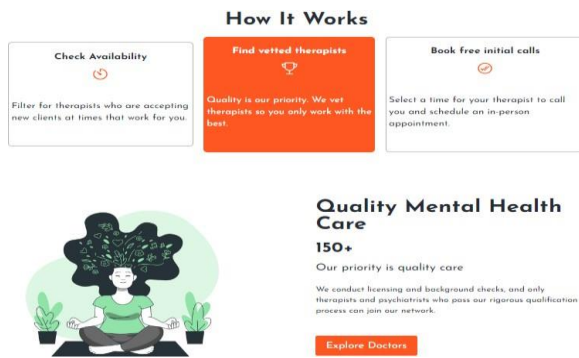 How It Works
Check Availability
Filter for therapists who are accepting
new clients at times that work for you.
Find vetted therapists
Quality is our priority. We vet
therapists so you only work with the
best.
Book free initial calls
Select a time for your therapist to call
you and schedule an in-person
appointment.
Quality Mental Health
Care
150+
Our priority is quality care
We conduct licensing and background checks, and only
therapists and psychiatrists who pass our rigorous qualification
process can join our network.
Explore Doctors